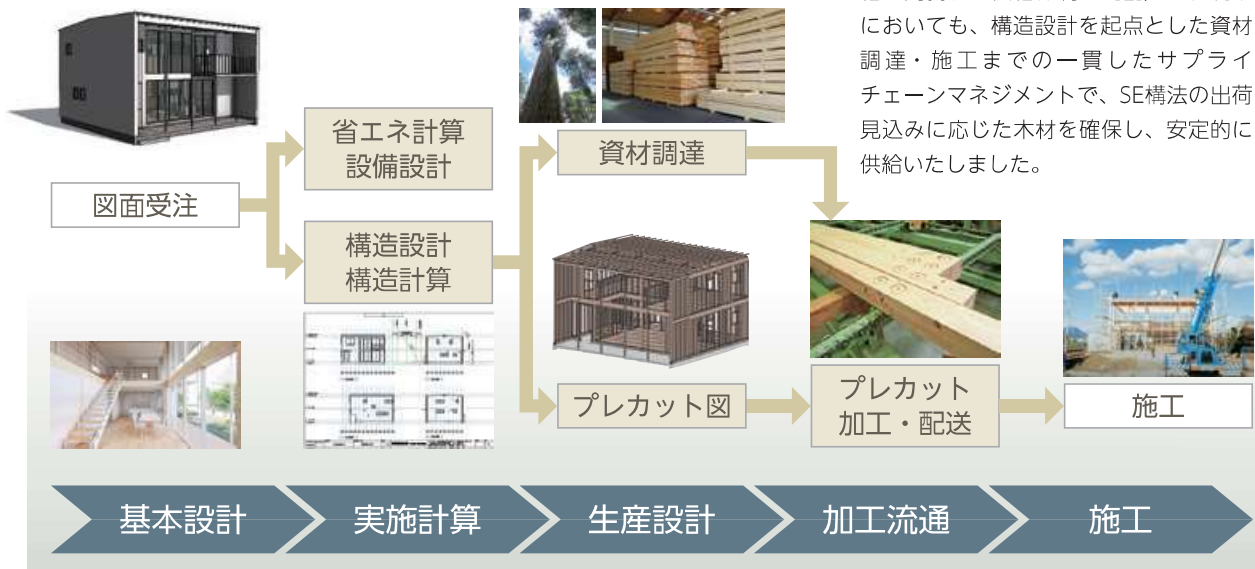 においても、構造設計を起点とした資材
調達・施工までの一貫したサプライ
チェーンマネジメントで、SE構法の出荷
見込みに応じた木材を確保し、安定的に
供給いたしました。
図面受注
省エネ計算
設備設計
構造設計
構造計算
資材調達
プレカット図
プレカット
加工・配送
施工
基本設計
実施計算
生産設計
加工流通
施工